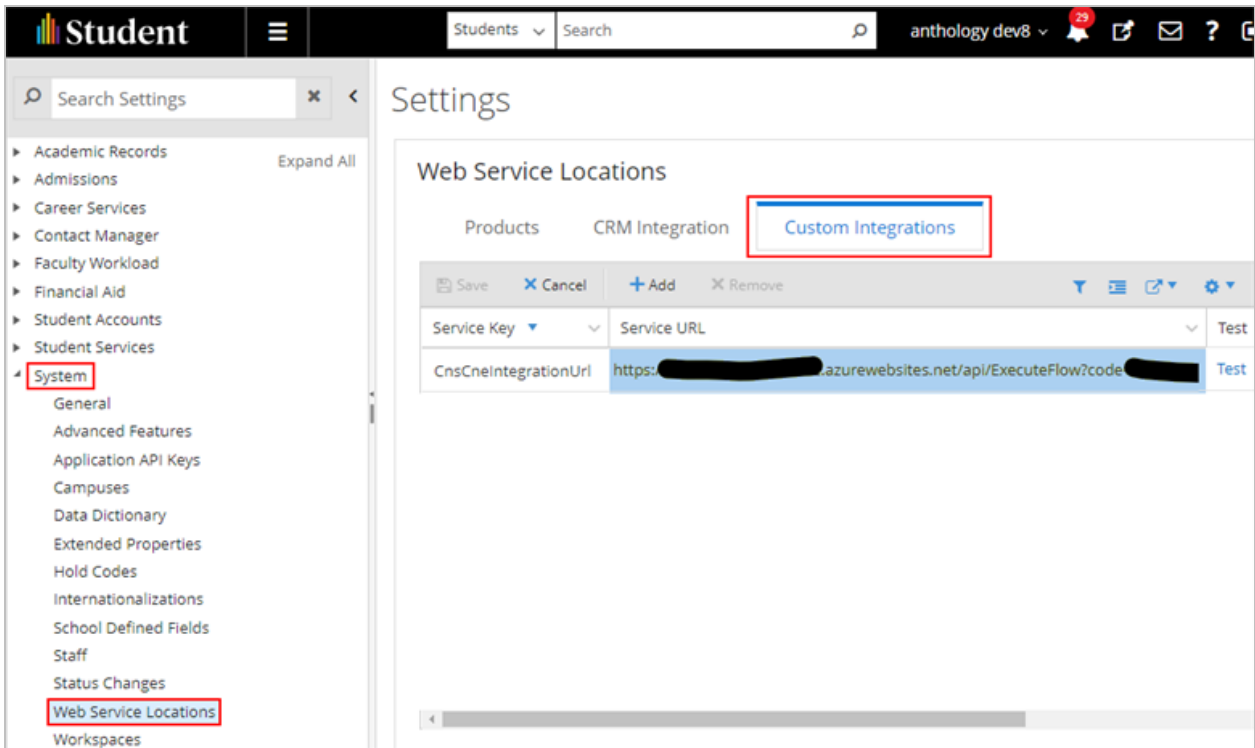 Student
Students
Search
anthology dev8
29
?
Search Settings
Expand All
Academic Records
Admissions
Career Services
Contact Manager
Faculty Workload
Financial Aid
Student Accounts
Student Services
System
General
Advanced Features
Application API Keys
Campuses
Data Dictionary
Extended Properties
Hold Codes
Internationalizations
School Defined Fields
Staff
Status Changes
Web Service Locations
Workspaces
Settings
Web Service Locations
Products CRM Integration Custom Integrations
Save Cancel Add Remove
Service Key Service URL Test
CnsCneIntegrationUrl https:/ .azurewebsites.net/api/ExecuteFlow?code Test